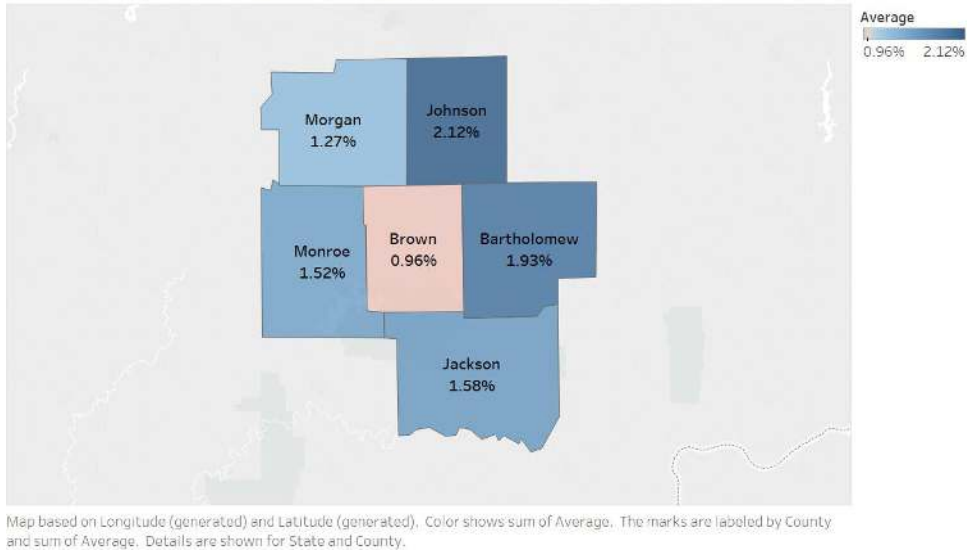 Average
0.96% 2.12%
Morgan
1.27%
Johnson
2.12%
Monroe
1.52%
Brown
0.96%
Bartholomew
1.93%
Jackson
1.58%
Map based on Longitude (generated) and Latitude (generated). Color shows sum of Average. The marks are labeled by County
and sum of Average. Details are shown for State and County.